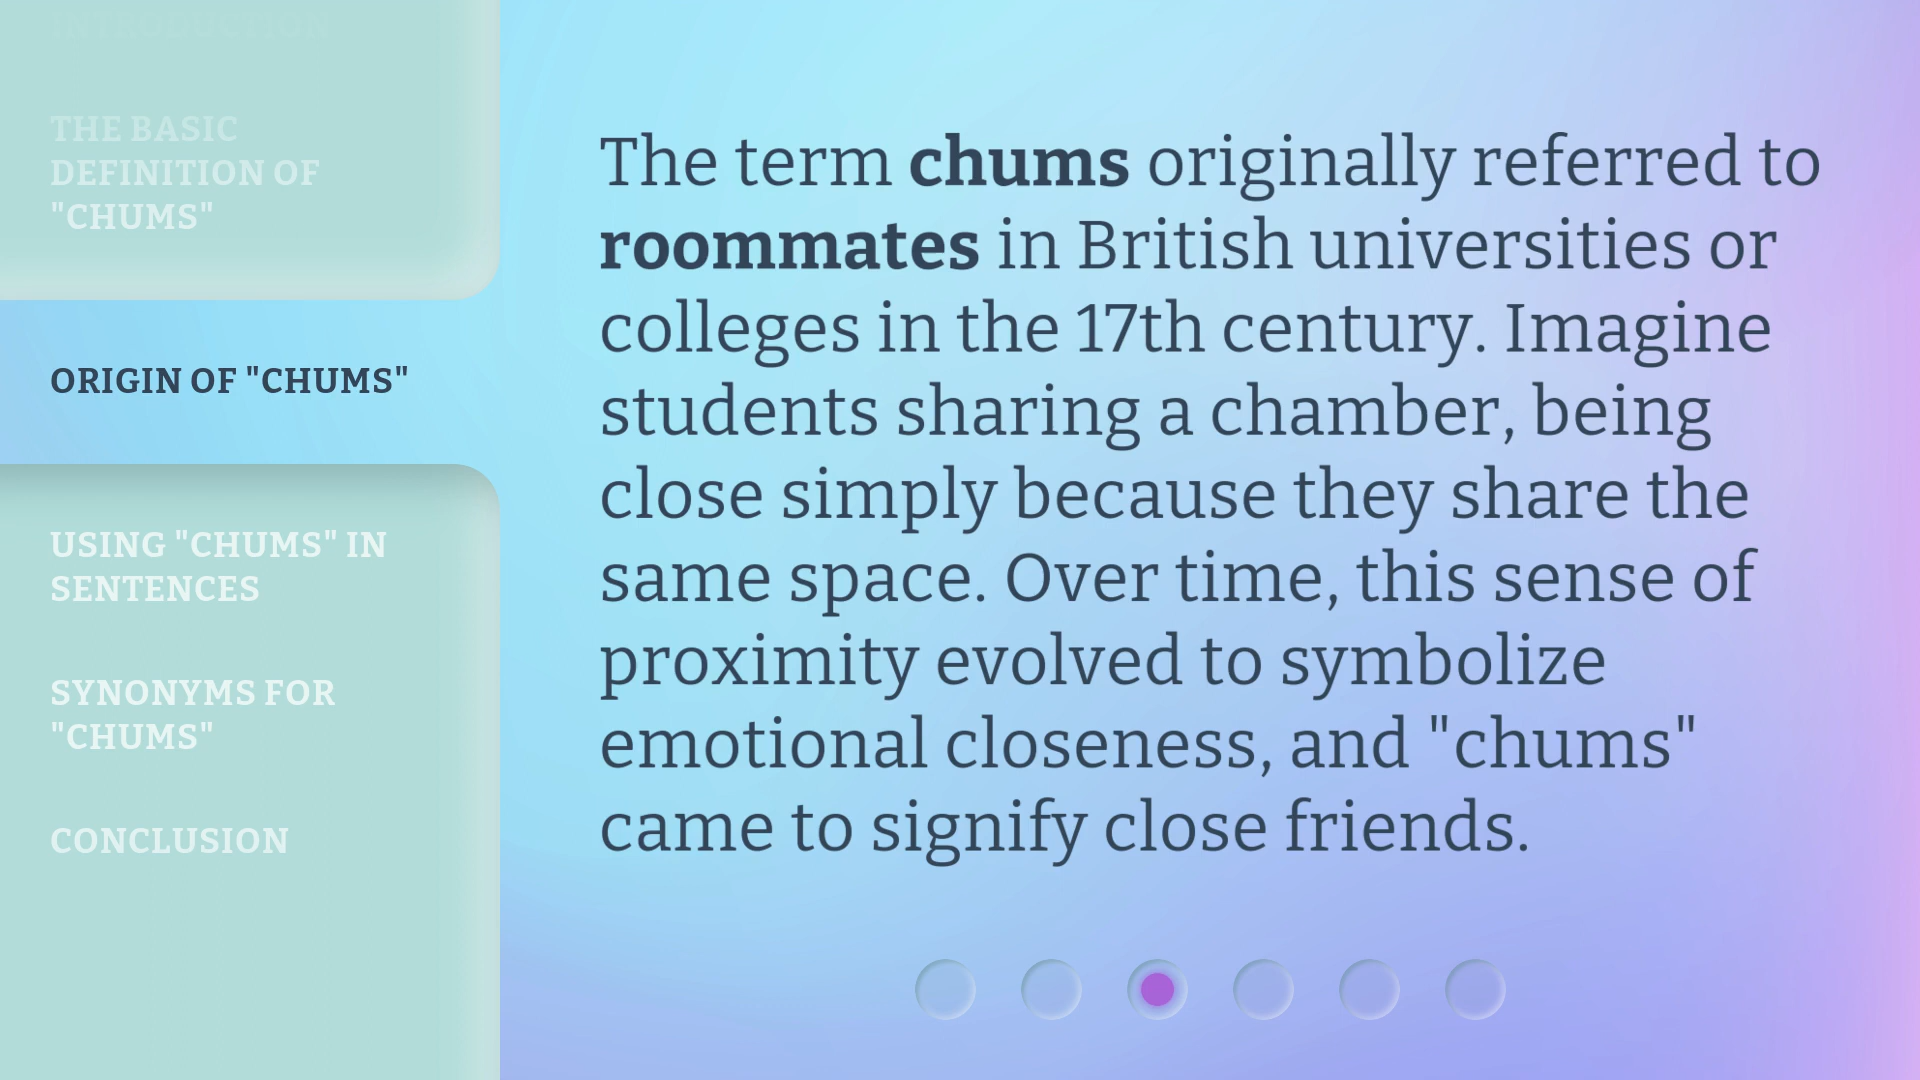 INTRODUCTION
THE BASIC
DEFINITION OF
"CHUMS"
ORIGIN OF "CHUMS"
USING "CHUMS" IN
SENTENCES
SYNONYMS FOR
"CHUMS"
CONCLUSION
The term chums originally referred to
roommates in British universities or
colleges in the 17th century. Imagine
students sharing a chamber, being
close simply because they share the
same space. Over time, this sense of
proximity evolved to symbolize
emotional closeness, and "chums"
came to signify close friends.